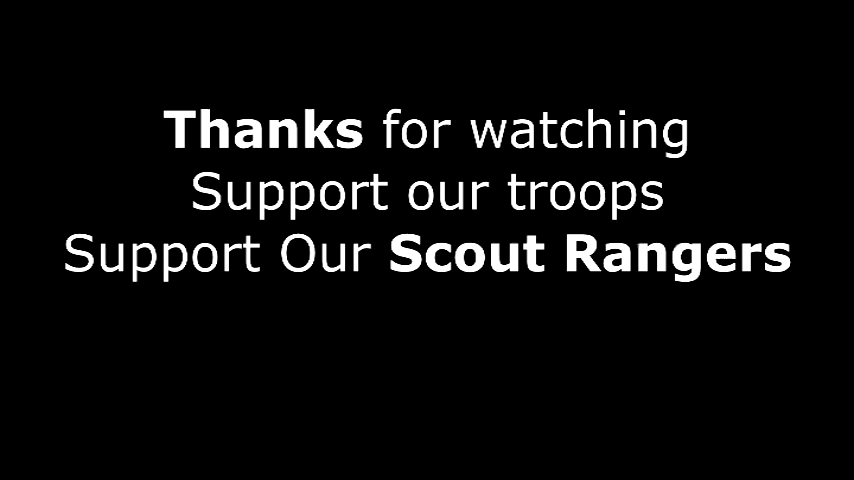 Thanks for watching
Support our troops
Support Our Scout Rangers